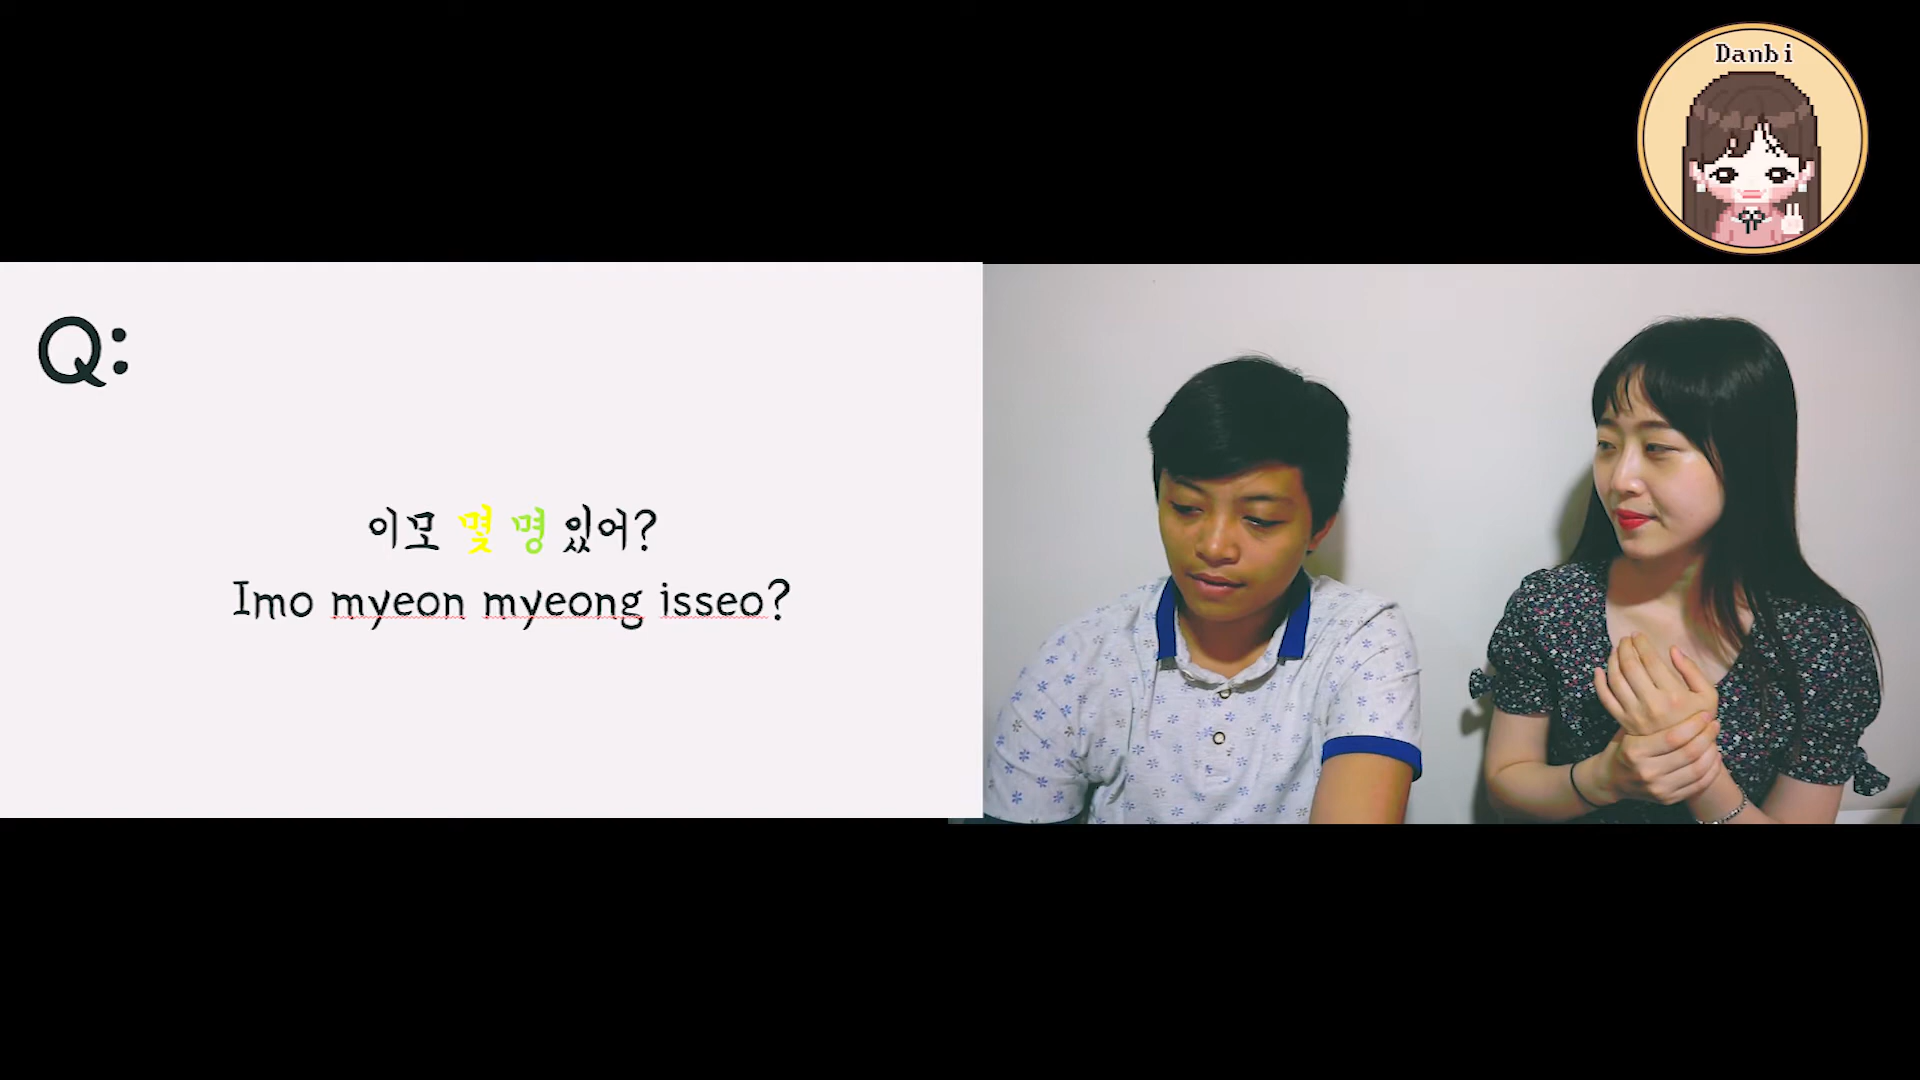 Danbi
Q:
이모 몇 명 있어?
Imo myeon myeong isseo?